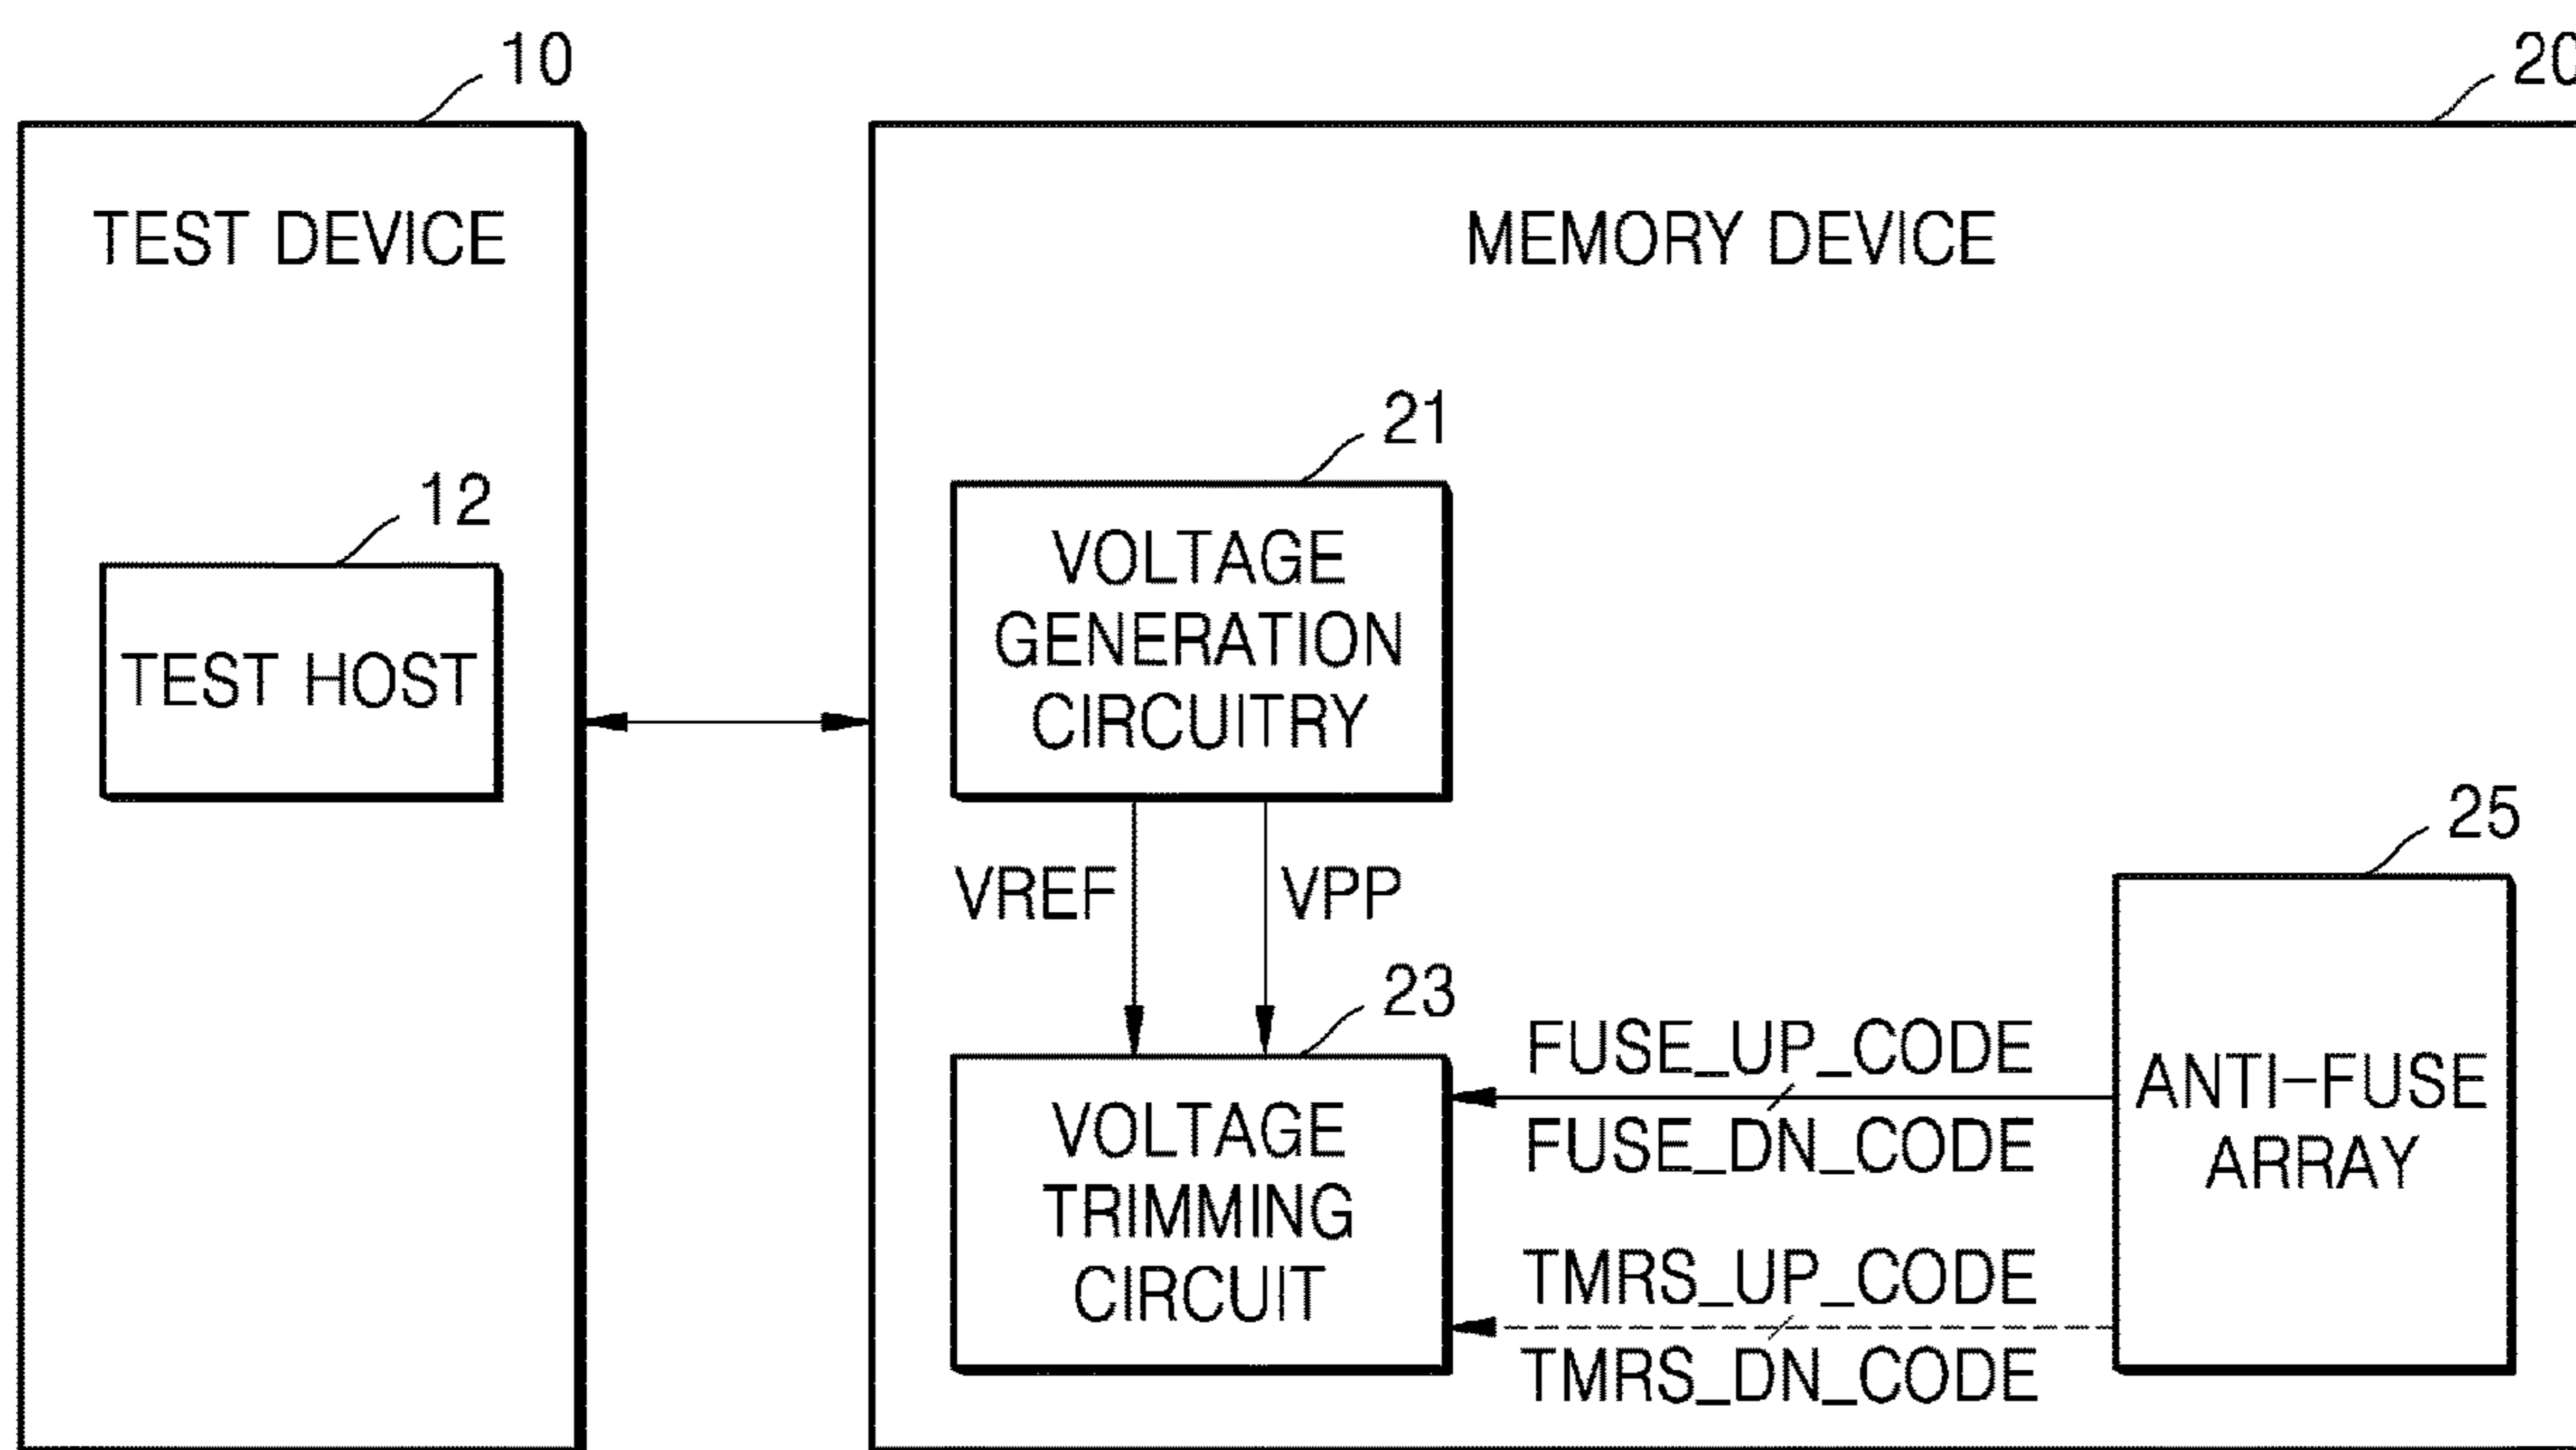 10
20
TEST DEVICE
MEMORY DEVICE
21
12
VOLTAGE
GENERATION
CIRCUITRY
TEST HOST
25
VREF
VPP
23
FUSE_UP_CODE
FUSE_DN_CODE
ANTI-FUSE
ARRAY
VOLTAGE
TRIMMING
CIRCUIT
TMRS_UP_CODE
TMRS_DN_CODE